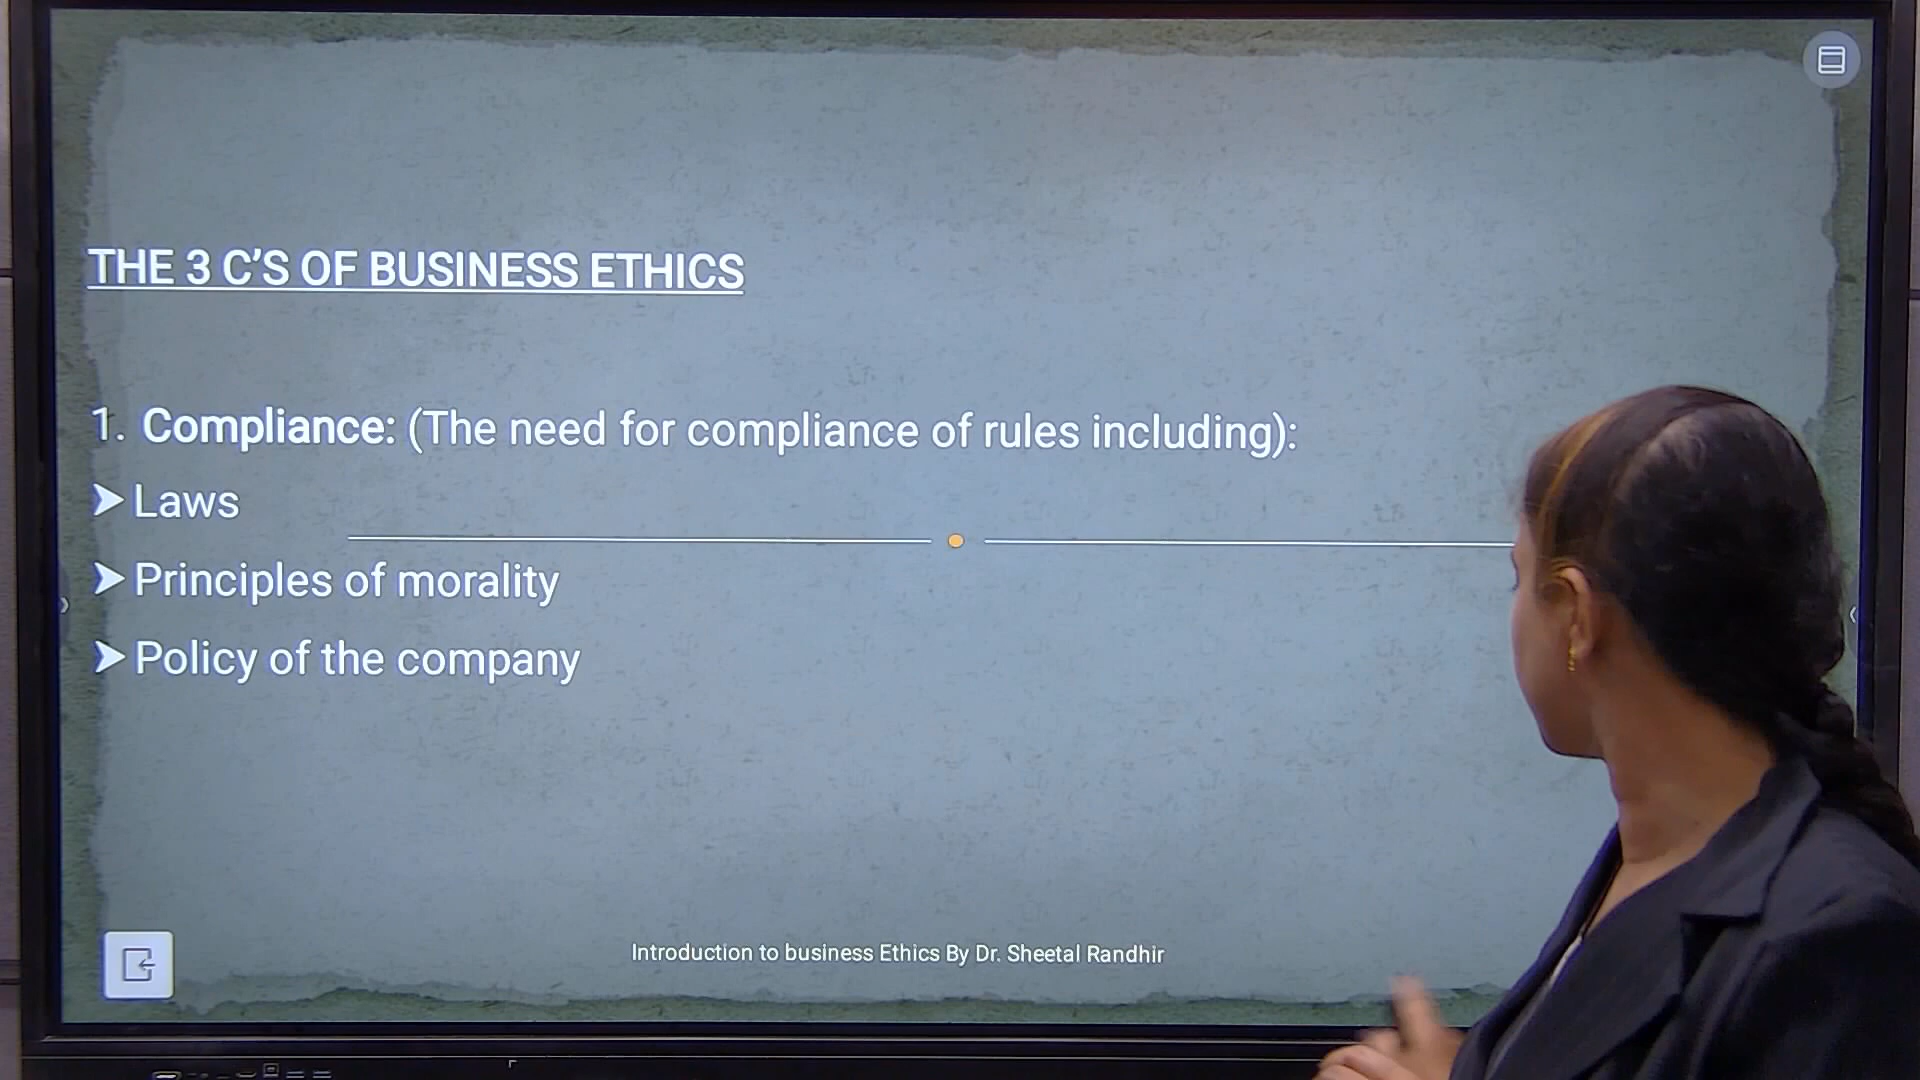 THE 3 C’S OF BUSINESS ETHICS
1. Compliance: (The need for compliance of rules including):
➤ Laws
➤ Principles of morality
➤ Policy of the company
Introduction to business Ethics By Dr. Sheetal Randhir